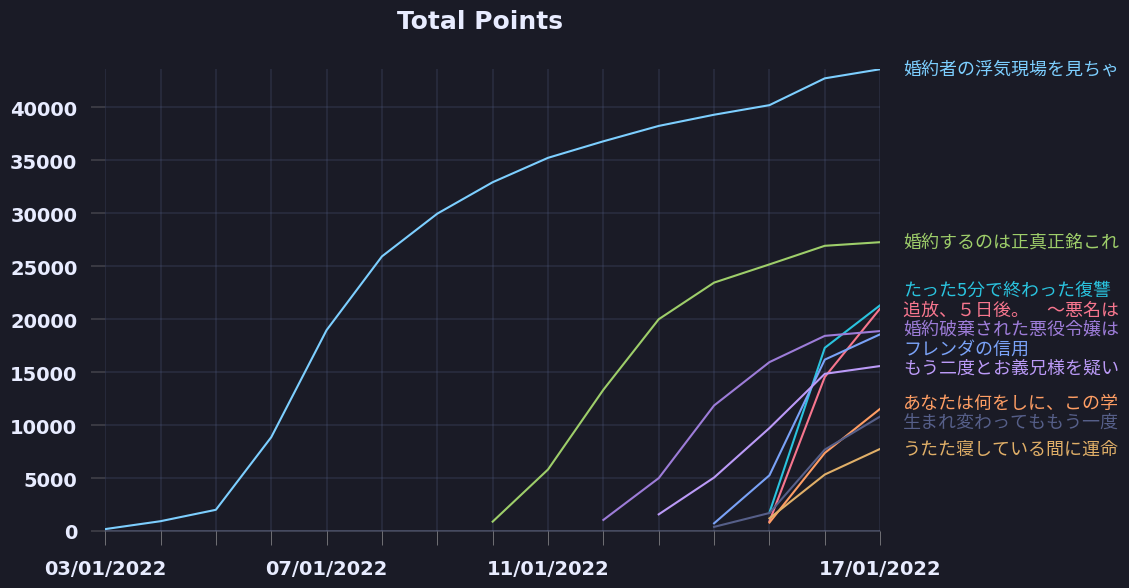 Total Points
40000
35000
30000
25000
20000
15000
10000
5000
0
03/01/2022
07/01/2022
11/01/2022
17/01/2022
婚約者の浮気現場を見ちゃ
婚約するのは正真正銘これ
たった5分で終わった復讐
追放、５日後。　～悪名は
婚約破棄された悪役令嬢は
フレンダの信用
もう二度とお義兄様を疑い
あなたは何をしに、この学
生まれ変わってももう一度
うたた寝している間に運命